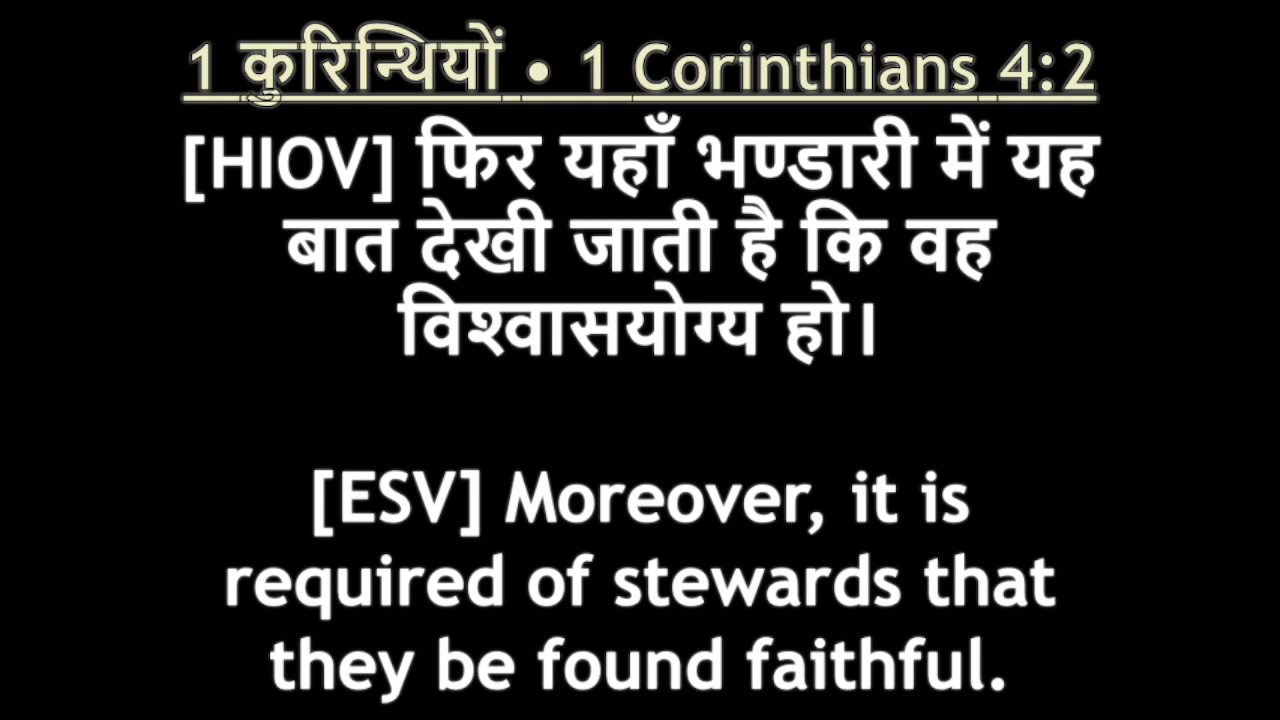 1 कुरिन्थियों • 1 Corinthians 4:2
[HIOV] फिर यहाँ भण्डारी में यह
बात देखी जाती है कि वह
विश्वासयोग्य हो।
[ESV] Moreover, it is
required of stewards that
they be found faithful.